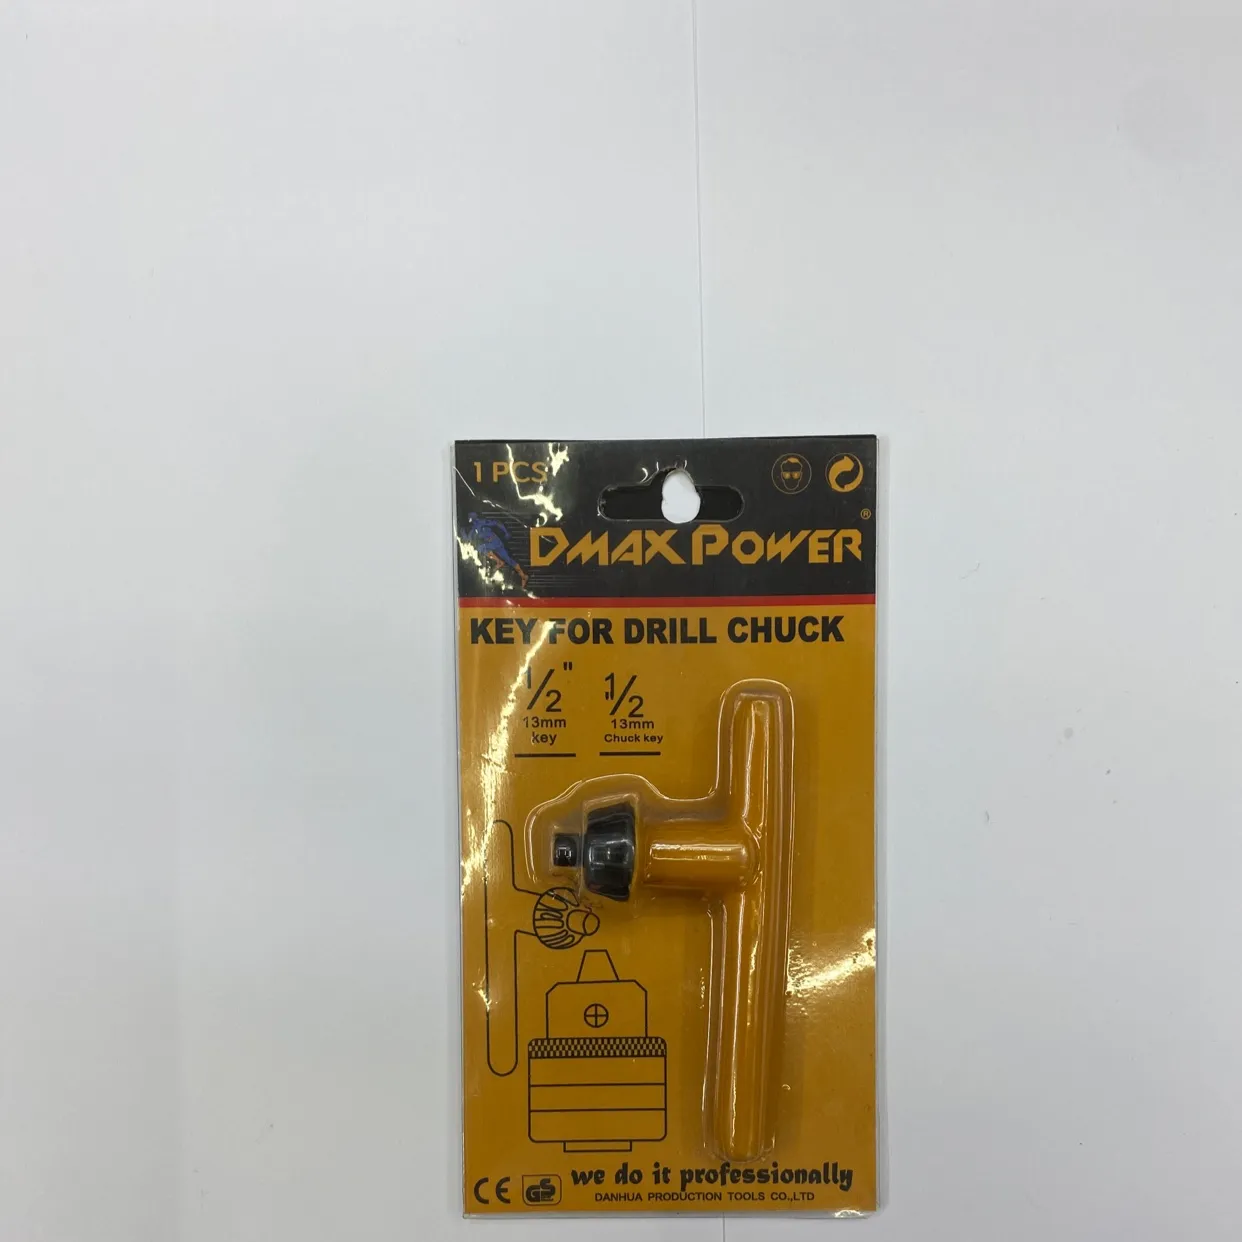 1 PCS
DMAX POWER®
KEY FOR DRILL CHUCK
1/2" 1/2
13mm 13mm
key Chuck key
we do it professionally
CE GS DANHUA PRODUCTION TOOLS CO.,LTD